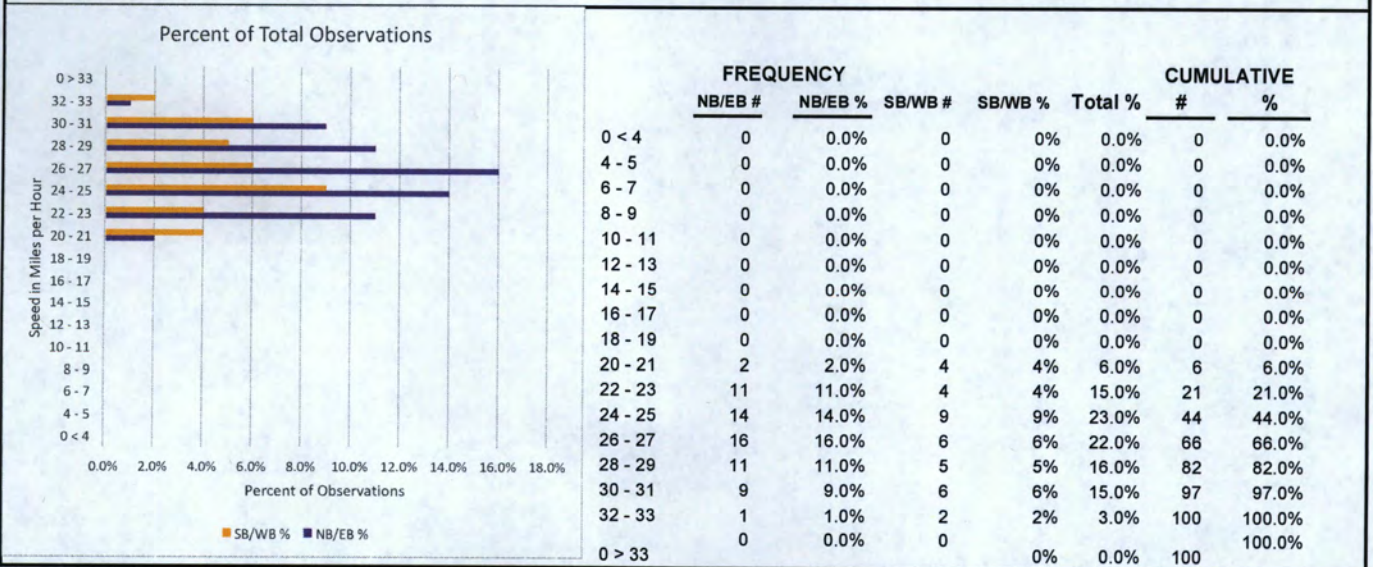 Percent of Total Observations
Speed in Miles per Hour
0 > 33
32 - 33
30 - 31
28 - 29
26 - 27
24 - 25
22 - 23
20 - 21
18 - 19
16 - 17
14 - 15
12 - 13
10 - 11
8 - 9
6 - 7
4 - 5
0 < 4
0.0% 2.0% 4.0% 6.0% 8.0% 10.0% 12.0% 14.0% 16.0% 18.0%
Percent of Observations
SB/WB % NB/EB %
FREQUENCY CUMULATIVE
NB/EB # NB/EB % SB/WB # SB/WB % Total % # %
0 < 4 0 0.0% 0 0% 0.0% 0 0.0%
4 - 5 0 0.0% 0 0% 0.0% 0 0.0%
6 - 7 0 0.0% 0 0% 0.0% 0 0.0%
8 - 9 0 0.0% 0 0% 0.0% 0 0.0%
10 - 11 0 0.0% 0 0% 0.0% 0 0.0%
12 - 13 0 0.0% 0 0% 0.0% 0 0.0%
14 - 15 0 0.0% 0 0% 0.0% 0 0.0%
16 - 17 0 0.0% 0 0% 0.0% 0 0.0%
18 - 19 0 0.0% 0 0% 0.0% 0 0.0%
20 - 21 2 2.0% 4 4% 6.0% 6 6.0%
22 - 23 11 11.0% 4 4% 15.0% 21 21.0%
24 - 25 14 14.0% 9 9% 23.0% 44 44.0%
26 - 27 16 16.0% 6 6% 22.0% 66 66.0%
28 - 29 11 11.0% 5 5% 16.0% 82 82.0%
30 - 31 9 9.0% 6 6% 15.0% 97 97.0%
32 - 33 1 1.0% 2 2% 3.0% 100 100.0%
0 0.0% 0 100.0%
0 > 33 0% 0.0% 100